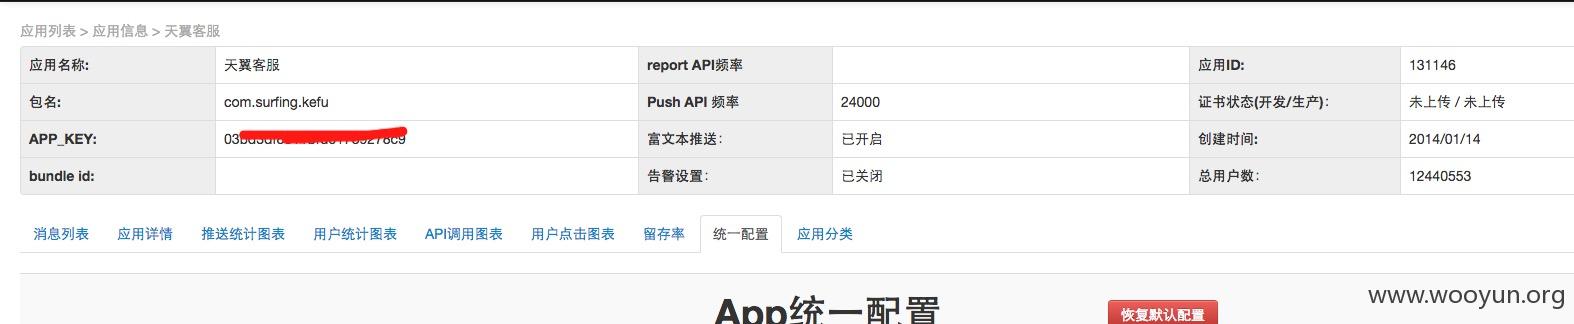 应用列表 > 应用信息 > 天翼客服
应用名称: 天翼客服 report API频率 应用ID: 131146
包名: com.surfing.kefu Push API 频率 24000 证书状态(开发/生产): 未上传 / 未上传
APP_KEY: 富文本推送: 已开启 创建时间: 2014/01/14
bundle id: 告警设置: 已关闭 总用户数: 12440553
消息列表 应用详情 推送统计图表 用户统计图表 API调用图表 用户点击图表 留存率 统一配置 应用分类
App统一配置 恢复默认配置
www.wooyun.org